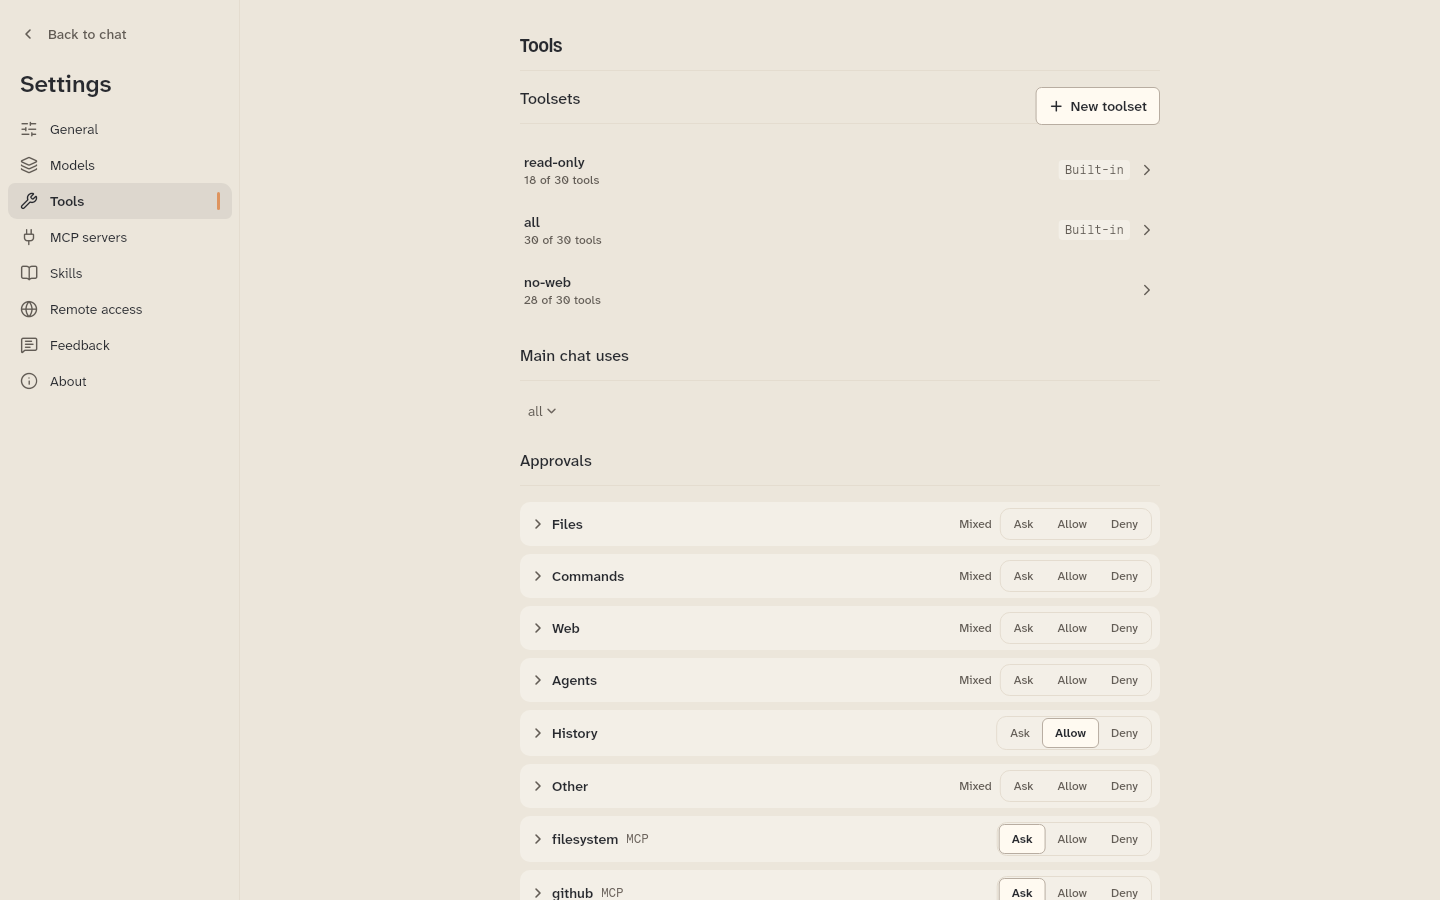 Back to chat
Settings
General
Models
Tools
MCP servers
Skills
Remote access
Feedback
About
Tools
Toolsets
New toolset
read-only
18 of 30 tools
Built-in
all
30 of 30 tools
Built-in
no-web
28 of 30 tools
Main chat uses
all
Approvals
Files Mixed Ask Allow Deny
Commands Mixed Ask Allow Deny
Web Mixed Ask Allow Deny
Agents Mixed Ask Allow Deny
History Ask Allow Deny
Other Mixed Ask Allow Deny
filesystem MCP Ask Allow Deny
github MCP Ask Allow Deny